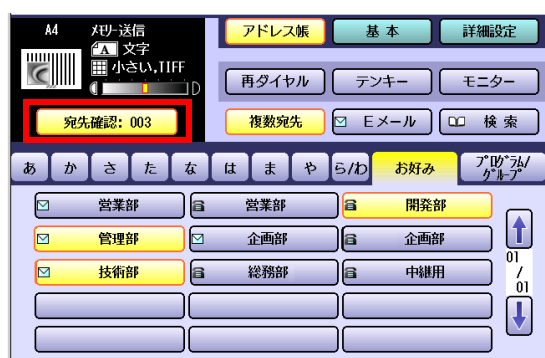 A4 ﾒﾓﾘｰ送信
A 文字
小さい,TIFF
D
宛先確認: 003
アドレス帳 基本 詳細設定
再ダイヤル テンキー モニター
複数宛先 Eメール 検索
あ か さ た な は ま や ら/わ お好み ﾌﾟﾛｸﾞﾗﾑ/
ｸﾞﾙｰﾌﾟ
営業部 営業部 開発部
管理部 企画部 企画部
技術部 総務部 中継用
01
/
01